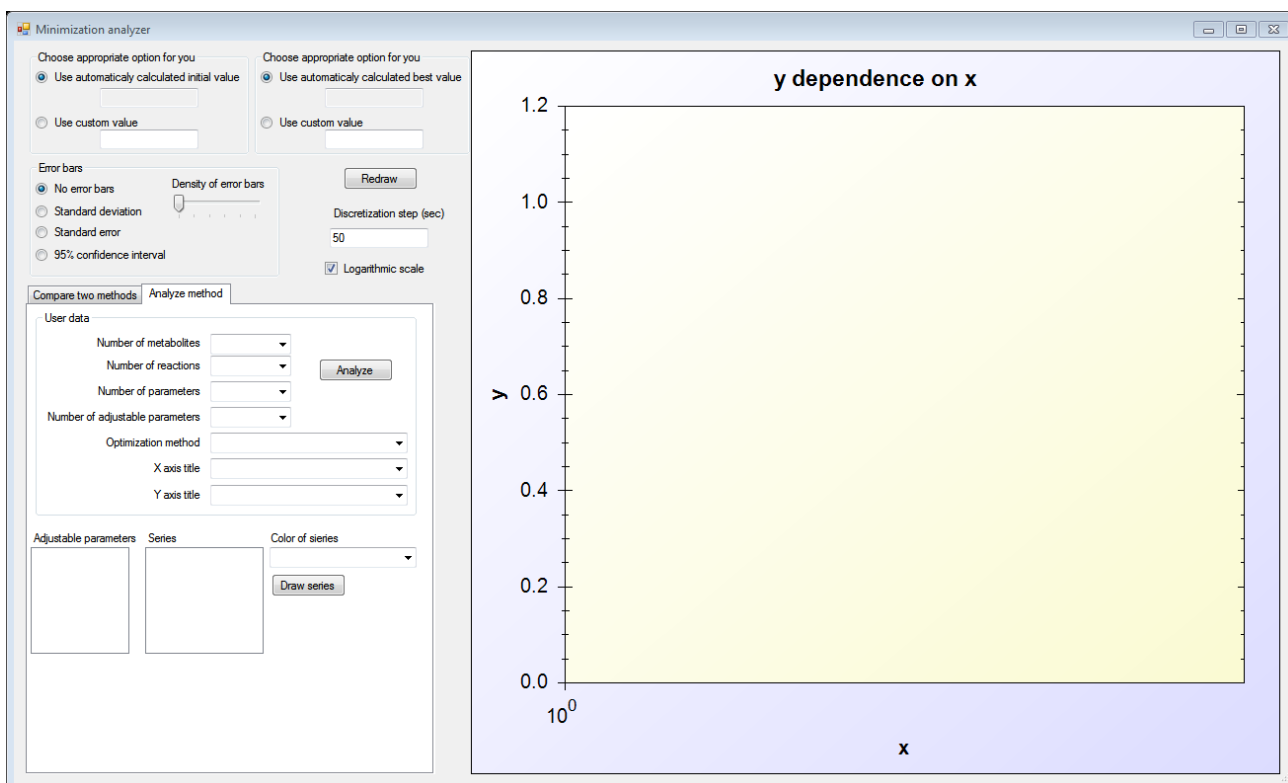 Minimization analyzer
Choose appropriate option for you
Use automaticaly calculated initial value
Use custom value
Choose appropriate option for you
Use automaticaly calculated best value
Use custom value
Error bars
No error bars
Standard deviation
Standard error
95% confidence interval
Density of error bars
Redraw
Discretization step (sec)
50
Logarithmic scale
Compare two methods
Analyze method
User data
Number of metabolites
Number of reactions
Number of parameters
Number of adjustable parameters
Optimization method
X axis title
Y axis title
Analyze
Adjustable parameters
Series
Color of sieries
Draw series
y dependence on x
1.2
1.0
0.8
0.6
0.4
0.2
0.0
y
10⁰
x